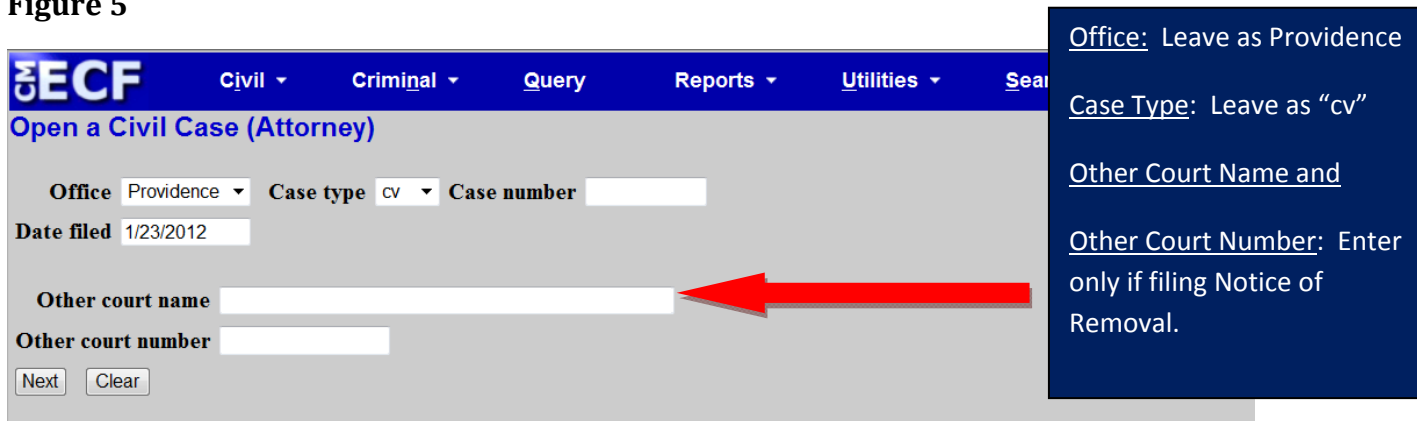 Figure 5
CM ECF Civil Criminal Query Reports Utilities Sear
Open a Civil Case (Attorney)
Office Providence Case type cv Case number
Date filed 1/23/2012
Other court name
Other court number
Next Clear
Office: Leave as Providence
Case Type: Leave as “cv”
Other Court Name and
Other Court Number: Enter
only if filing Notice of
Removal.